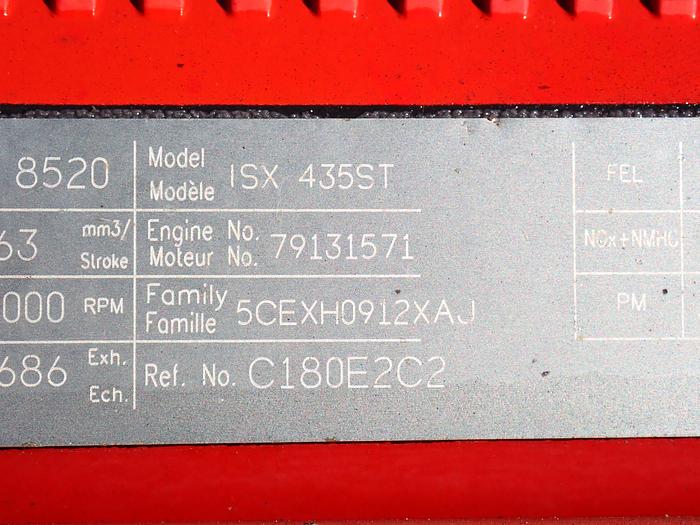 8520 Model Modèle ISX 435ST FEL
63 mm3/ Stroke Engine No. Moteur No. 79131571 NOx+NMHC
000 RPM Family Famille 5CEXH0912XAJ PM
686 Exh. Ech. Ref. No. C180E2C2